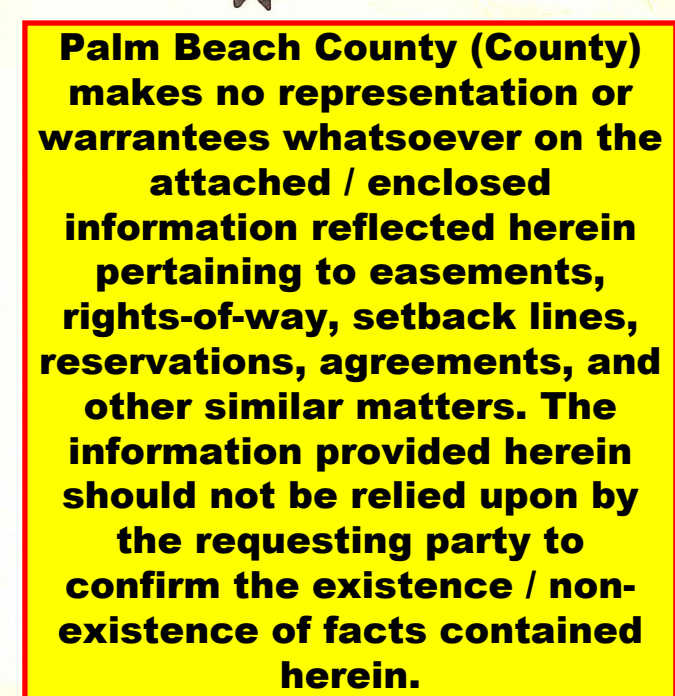 Palm Beach County (County)
makes no representation or
warrantees whatsoever on the
attached / enclosed
information reflected herein
pertaining to easements,
rights-of-way, setback lines,
reservations, agreements, and
other similar matters. The
information provided herein
should not be relied upon by
the requesting party to
confirm the existence / non-
existence of facts contained
herein.